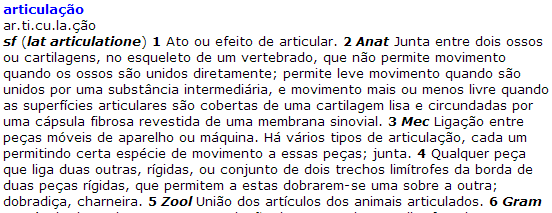 articulação
ar.ti.cu.la.ção
sf (lat articulatione) 1 Ato ou efeito de articular. 2 Anat Junta entre dois ossos
ou cartilagens, no esqueleto de um vertebrado, que não permite movimento
quando os ossos são unidos diretamente; permite leve movimento quando são
unidos por uma substância intermediária, e movimento mais ou menos livre quando
as superfícies articulares são cobertas de uma cartilagem lisa e circundadas por
uma cápsula fibrosa revestida de uma membrana sinovial. 3 Mec Ligação entre
peças móveis de aparelho ou máquina. Há vários tipos de articulação, cada um
permitindo certa espécie de movimento a essas peças; junta. 4 Qualquer peça
que liga duas outras, rígidas, ou conjunto de dois trechos limítrofes da borda de
duas peças rígidas, que permitem a estas dobrarem-se uma sobre a outra;
dobradiça, charneira. 5 Zool União dos artículos dos animais articulados. 6 Gram